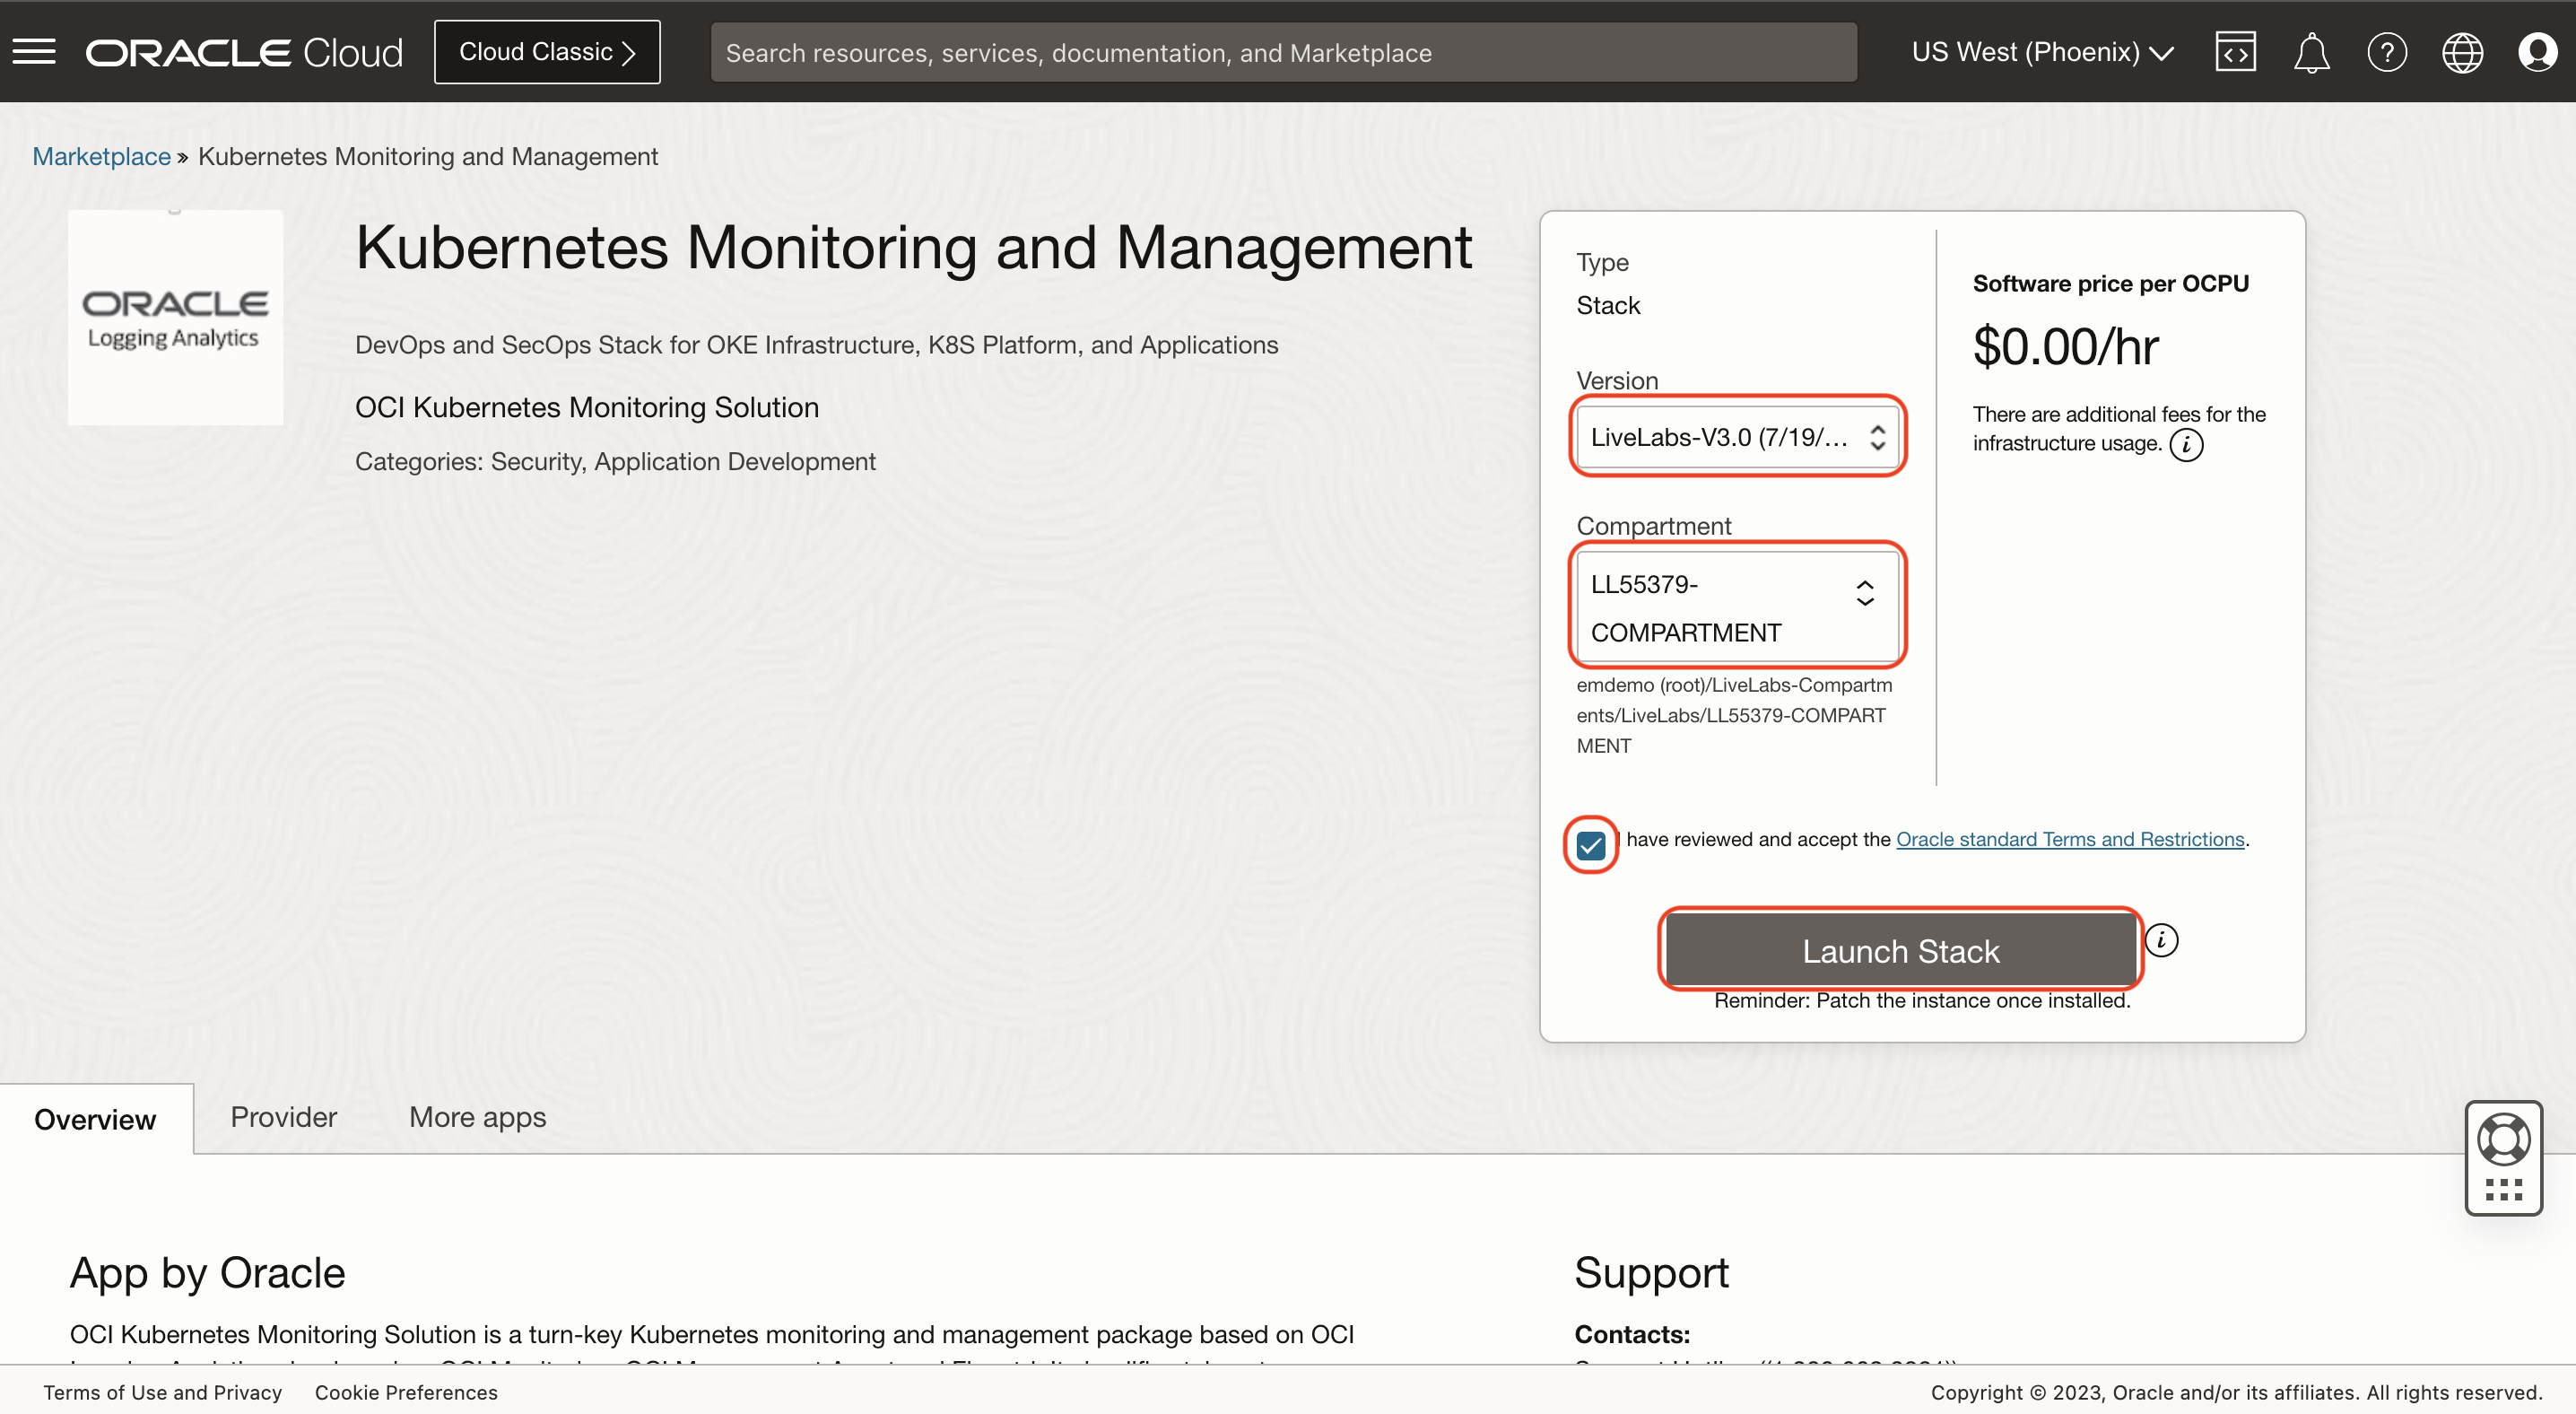 ORACLE Cloud
Cloud Classic
Search resources, services, documentation, and Marketplace
US West (Phoenix)
Marketplace » Kubernetes Monitoring and Management
ORACLE
Logging Analytics
Kubernetes Monitoring and Management
DevOps and SecOps Stack for OKE Infrastructure, K8S Platform, and Applications
OCI Kubernetes Monitoring Solution
Categories: Security, Application Development
Type
Stack
Version
LiveLabs-V3.0 (7/19/...
Compartment
LL55379-
COMPARTMENT
emdemo (root)/LiveLabs-Compartm
ents/LiveLabs/LL55379-COMPART
MENT
Software price per OCPU
$0.00/hr
There are additional fees for the
infrastructure usage.
I have reviewed and accept the Oracle standard Terms and Restrictions.
Launch Stack
Reminder: Patch the instance once installed.
Overview
Provider
More apps
App by Oracle
OCI Kubernetes Monitoring Solution is a turn-key Kubernetes monitoring and management package based on OCI
Support
Contacts:
Terms of Use and Privacy
Cookie Preferences
Copyright © 2023, Oracle and/or its affiliates. All rights reserved.